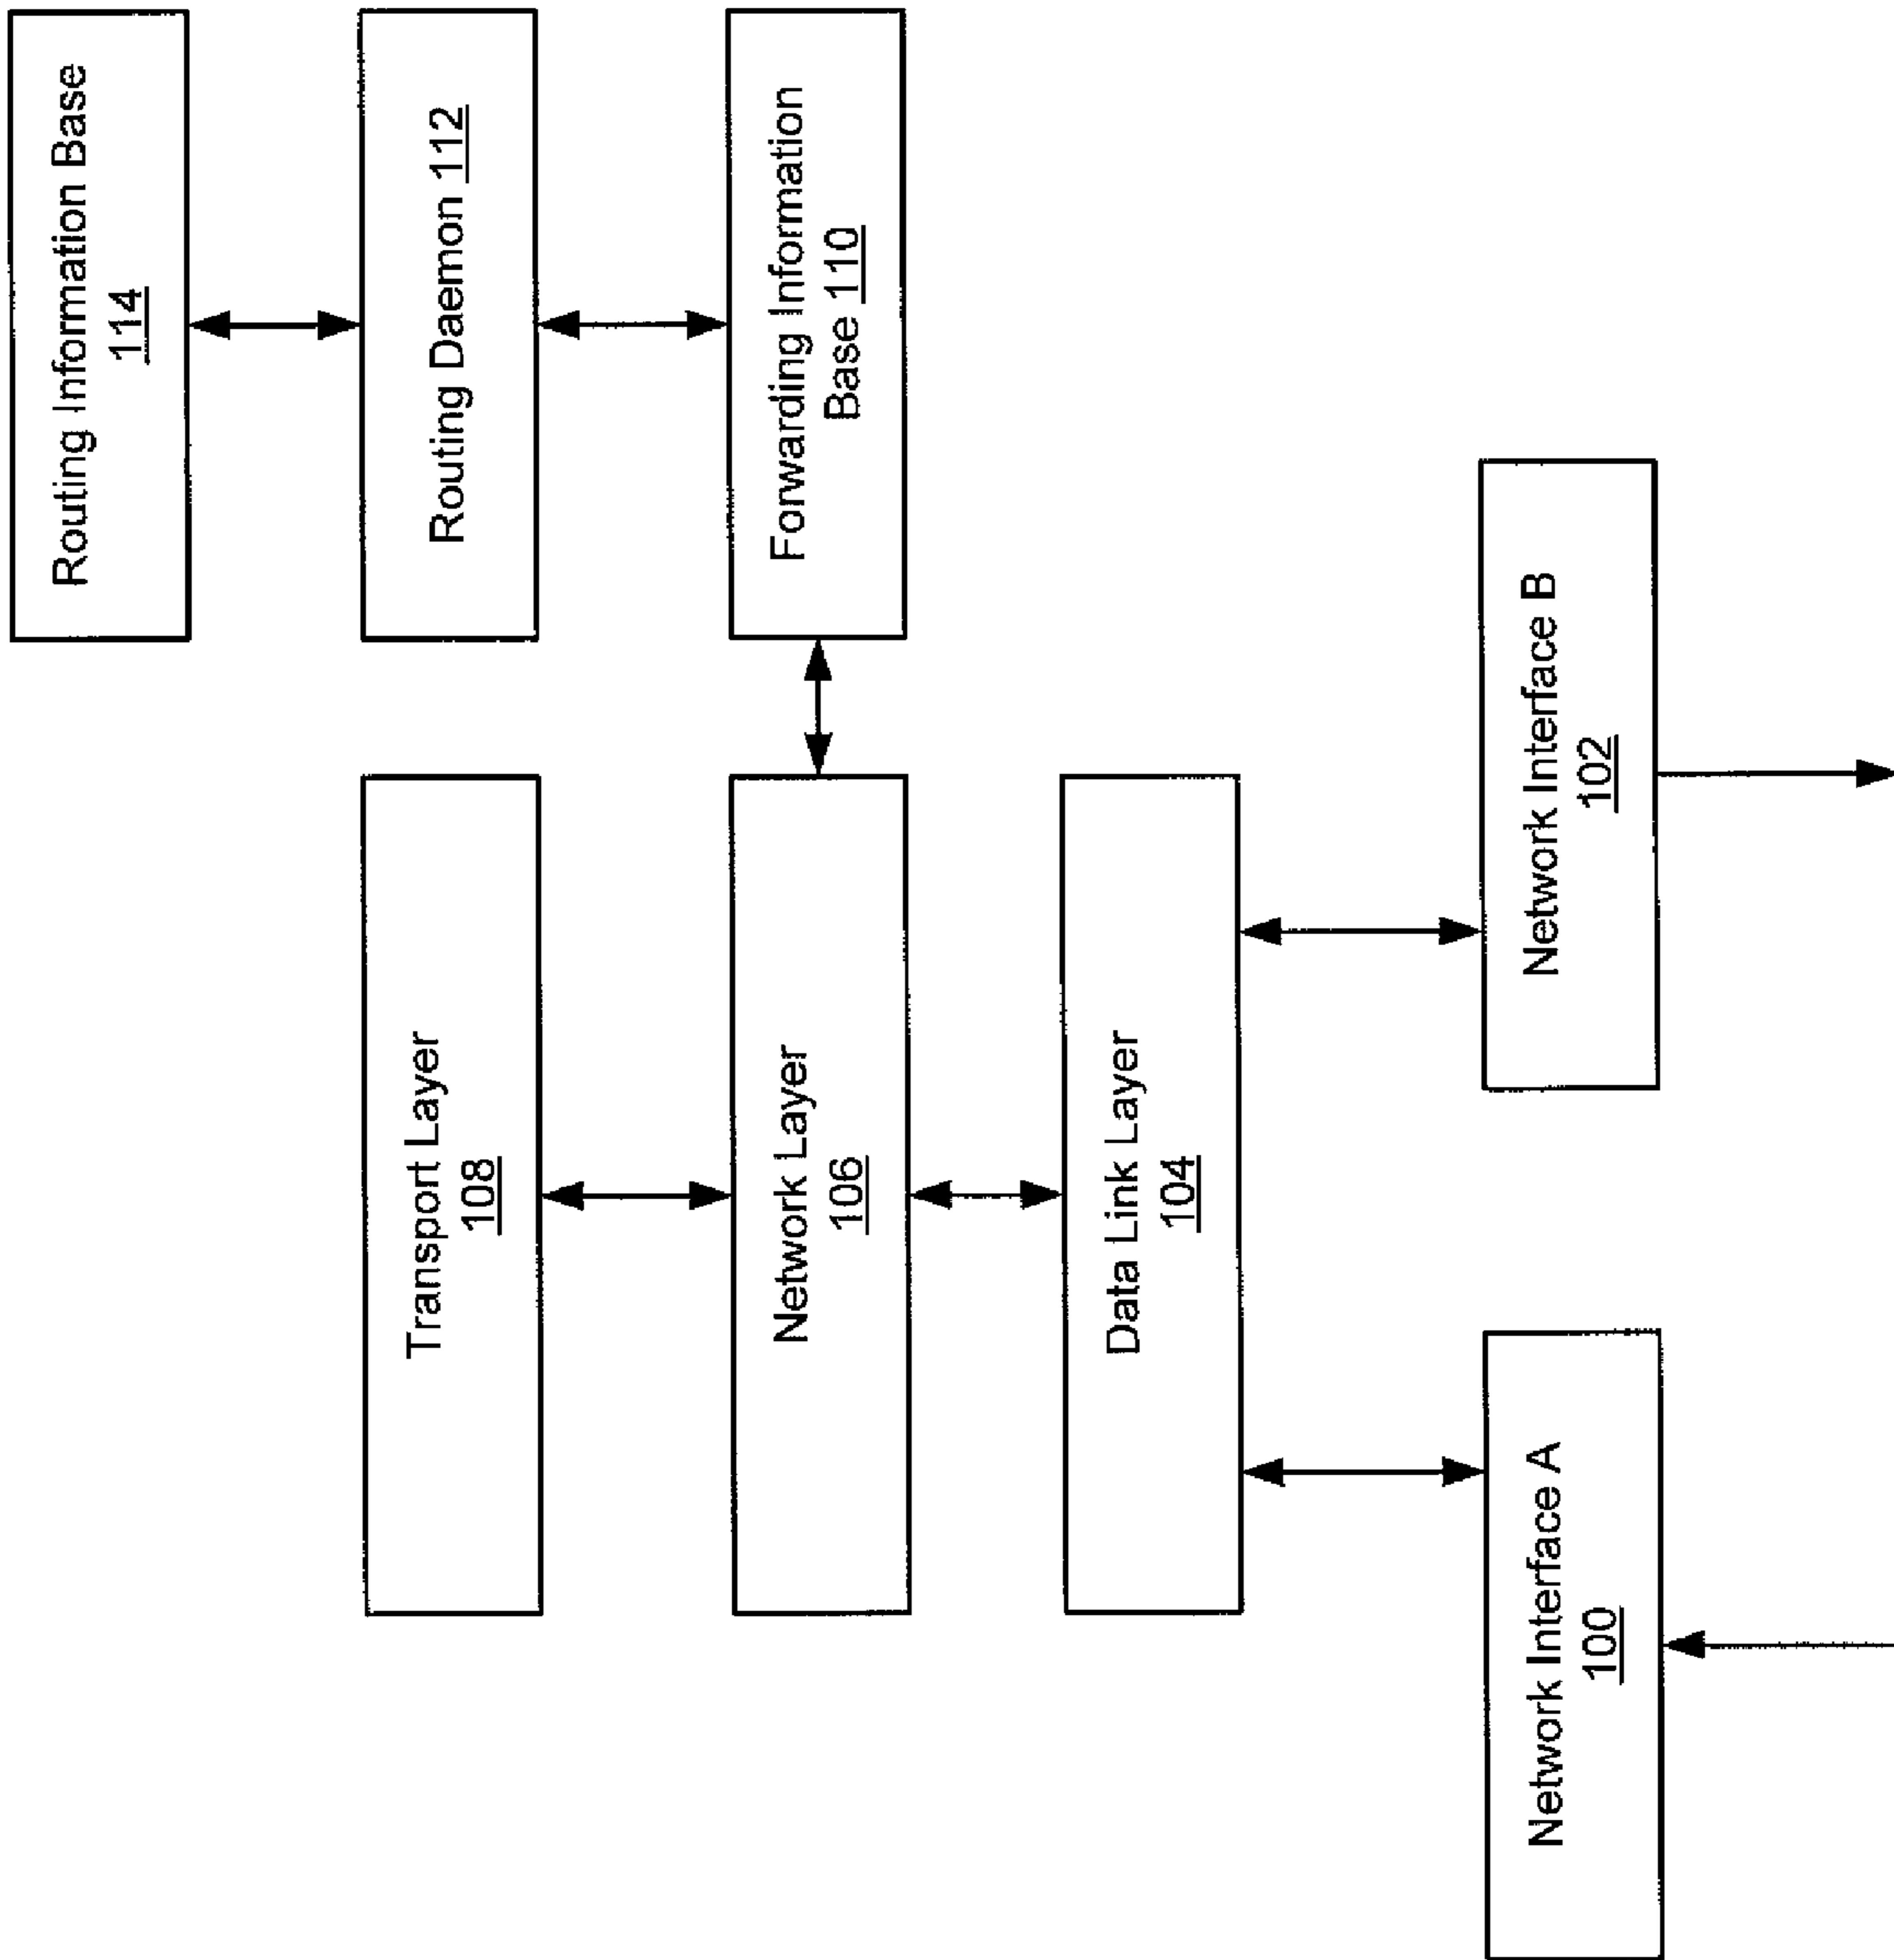 Routing Information Base
114
Transport Layer
108
Routing Daemon 112
Network Layer
106
Forwarding Information
Base 110
Data Link Layer
104
Network Interface A
100
Network Interface B
102